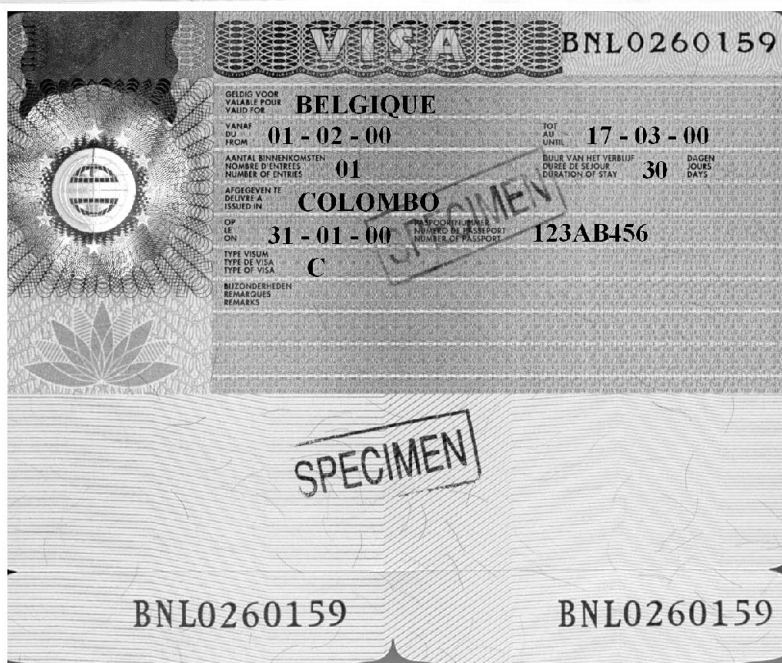 VISA BNL0260159
GELDIG VOOR
VALABLE POUR
VALID FOR
BELGIQUE
VANAF
DU
FROM
01 - 02 - 00
TOT
AU
UNTIL
17 - 03 - 00
AANTAL BINNENKOMSTEN
NOMBRE D'ENTREES
NUMBER OF ENTRIES
01
DUUR VAN HET VERBLIJF
DUREE DE SEJOUR
DURATION OF STAY
30
DAGEN
JOURS
DAYS
AFGEGEVEN TE
DELIVRE A
ISSUED IN
COLOMBO
OP
LE
ON
31 - 01 - 00
PASPOORTNUMMER
NUMERO DE PASSEPORT
NUMBER OF PASSPORT
123AB456
SPECIMEN
TYPE VISUM
TYPE DE VISA
TYPE OF VISA
C
BIJZONDERHEDEN
REMARQUES
REMARKS
SPECIMEN
BNL0260159 BNL0260159